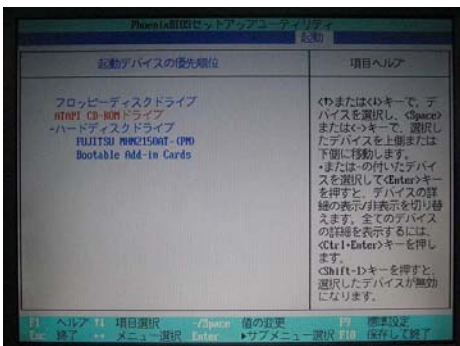 PhoenixBIOSセットアップユーティリティ
起動
起動デバイスの優先順位
項目ヘルプ
フロッピーディスクドライブ
ATAPI CD-ROMドライブ
-ハードディスクドライブ
FUJITSU MHM2150AT-(PM)
Bootable Add-in Cards
<↑>または<↓>キーで、デ
バイスを選択し、<Space>
または<->キーで、選択し
たデバイスを上側または
下側に移動します。
+または-の付いたデバイ
スを選択して<Enter>キー
を押すと、デバイスの詳
細の表示/非表示を切り替
えます。全てのデバイス
の詳細を表示するには、
<Ctrl+Enter>キーを押し
ます。
<Shift-1>キーを押すと、
選択したデバイスが無効
になります。
F1 ヘルプ ↑↓ 項目選択 -/Space 値の変更 F9 標準設定
Esc 終了 ↔ メニュー選択 Enter ▶サブメニュー選択 F10 保存して終了